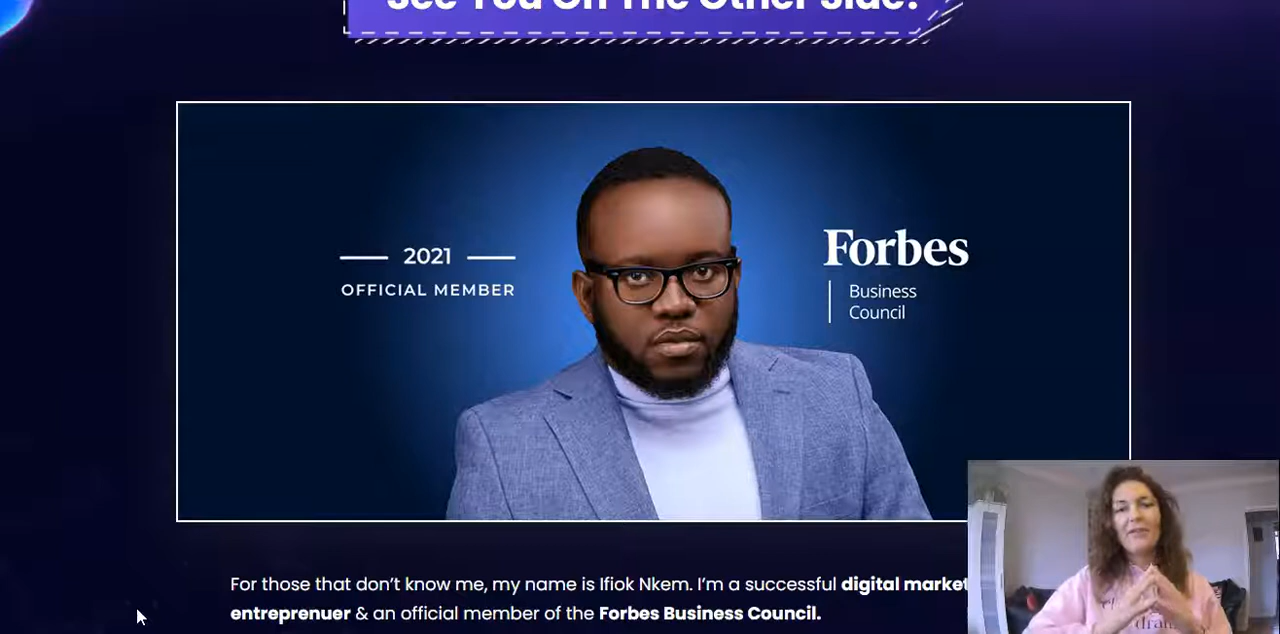 See You On The Other Side!
2021
OFFICIAL MEMBER
Forbes
Business
Council
For those that don't know me, my name is Ifiok Nkem. I'm a successful digital market
entreprenuer & an official member of the Forbes Business Council.